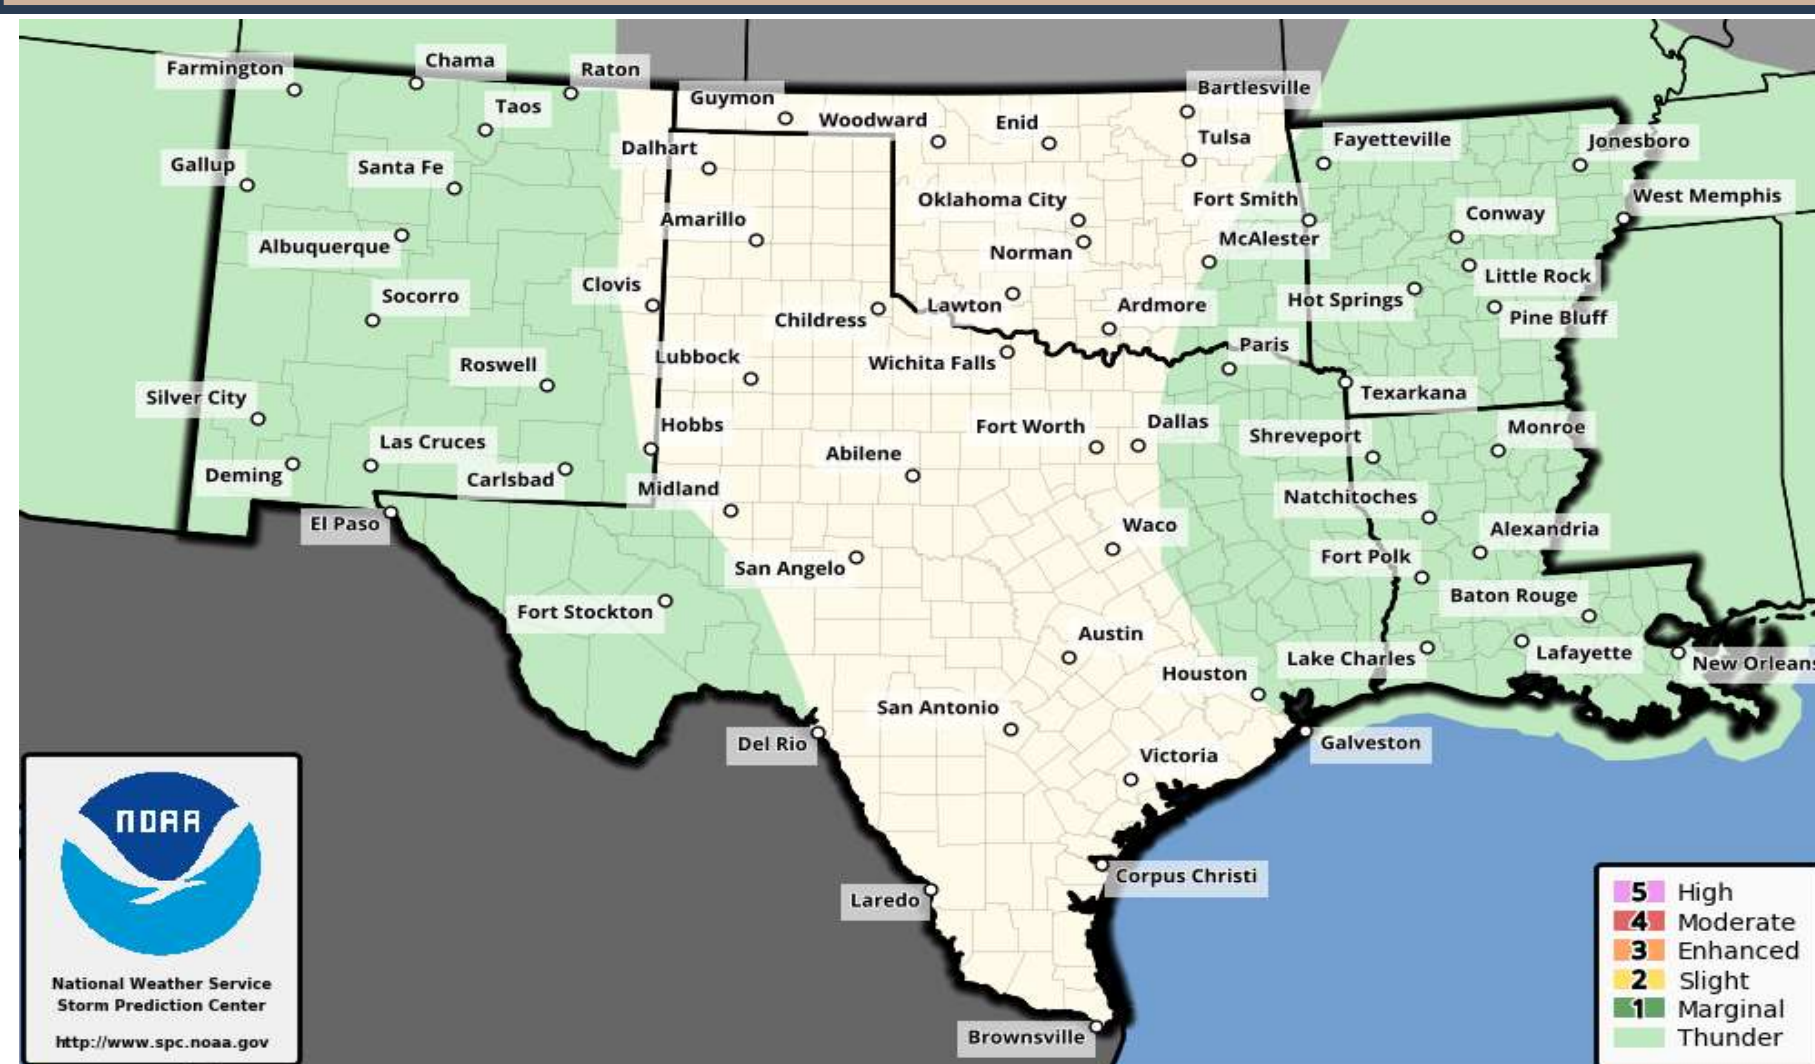 Farmington
Chama
Raton
Taos
Guymon
Woodward
Enid
Bartlesville
Tulsa
Fayetteville
Jonesboro
Gallup
Santa Fe
Dalhart
Oklahoma City
Fort Smith
West Memphis
Conway
Albuquerque
Amarillo
Norman
McAlester
Little Rock
Socorro
Clovis
Childress
Lawton
Ardmore
Hot Springs
Pine Bluff
Roswell
Lubbock
Wichita Falls
Paris
Texarkana
Silver City
Las Cruces
Hobbs
Fort Worth
Dallas
Shreveport
Monroe
Deming
Carlsbad
Midland
Abilene
Natchitoches
El Paso
Waco
Alexandria
San Angelo
Fort Polk
Fort Stockton
Baton Rouge
Austin
Lake Charles
Lafayette
New Orleans
Houston
San Antonio
Del Rio
Galveston
Victoria
Corpus Christi
Laredo
Brownsville
NOAA
National Weather Service
Storm Prediction Center
http://www.spc.noaa.gov
5 High
4 Moderate
3 Enhanced
2 Slight
1 Marginal
Thunder